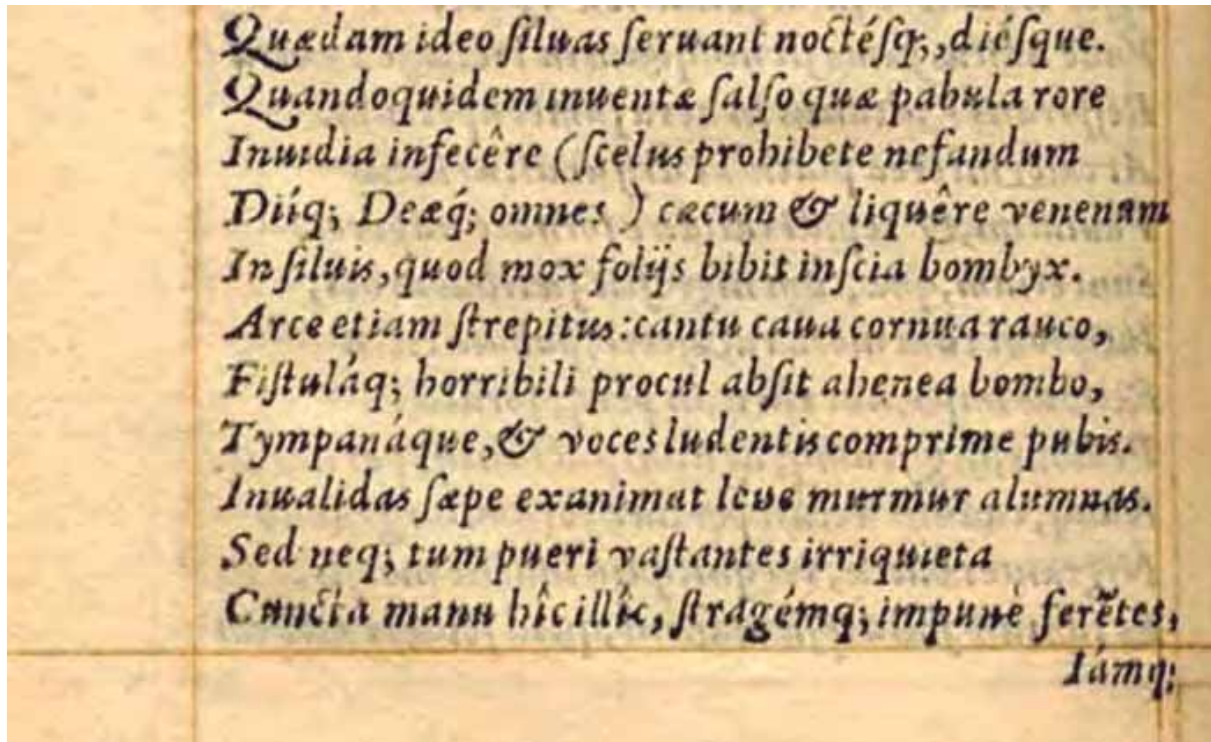 Quædam ideo ſiluas ſeruant noctéſq;, diéſque.
Quandoquidem inuentæ ſalſo quæ pabula rore
Inuidia infecêre (ſcelus prohibete nefandum
Diíq; Deæq́; omnes) cæcum & liquêre venenum
In ſiluis, quod mox folijs bibit inſcia bombyx.
Arce etiam ſtrepitus: cantu caua cornua rauco,
Fiſtuláq; horribili procul abſit ahenea bombo,
Tympanáque, & voces ludentis comprime pubis.
Inualidas ſæpe exanimat leue murmur alumnas.
Sed neq; tum pueri vaſtantes irriquieta
Cuncta manu hîc illîc, ſtragémq; impunè ferẽtes,
Iámq;